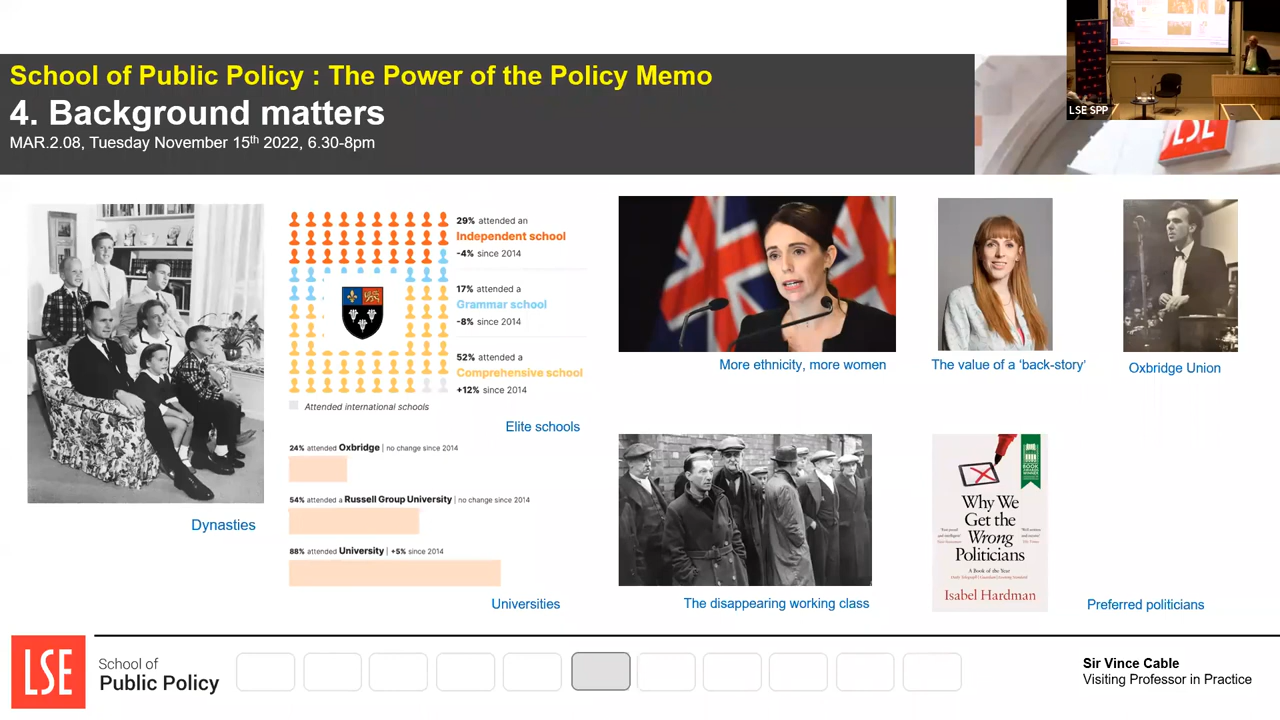 School of Public Policy : The Power of the Policy Memo
4. Background matters
MAR.2.08, Tuesday November 15th 2022, 6.30-8pm
LSE SPP
LSE
29% attended an
Independent school
-4% since 2014
17% attended a
Grammar school
-8% since 2014
52% attended a
Comprehensive school
+12% since 2014
Attended international schools
Elite schools
24% attended Oxbridge | no change since 2014
54% attended a Russell Group University | no change since 2014
88% attended University | +5% since 2014
Universities
Dynasties
More ethnicity, more women
The value of a 'back-story'
Oxbridge Union
The disappearing working class
Why We
Get the
Wrong
Politicians
A Book of the Year
Isabel Hardman
Preferred politicians
LSE
School of
Public Policy
Sir Vince Cable
Visiting Professor in Practice